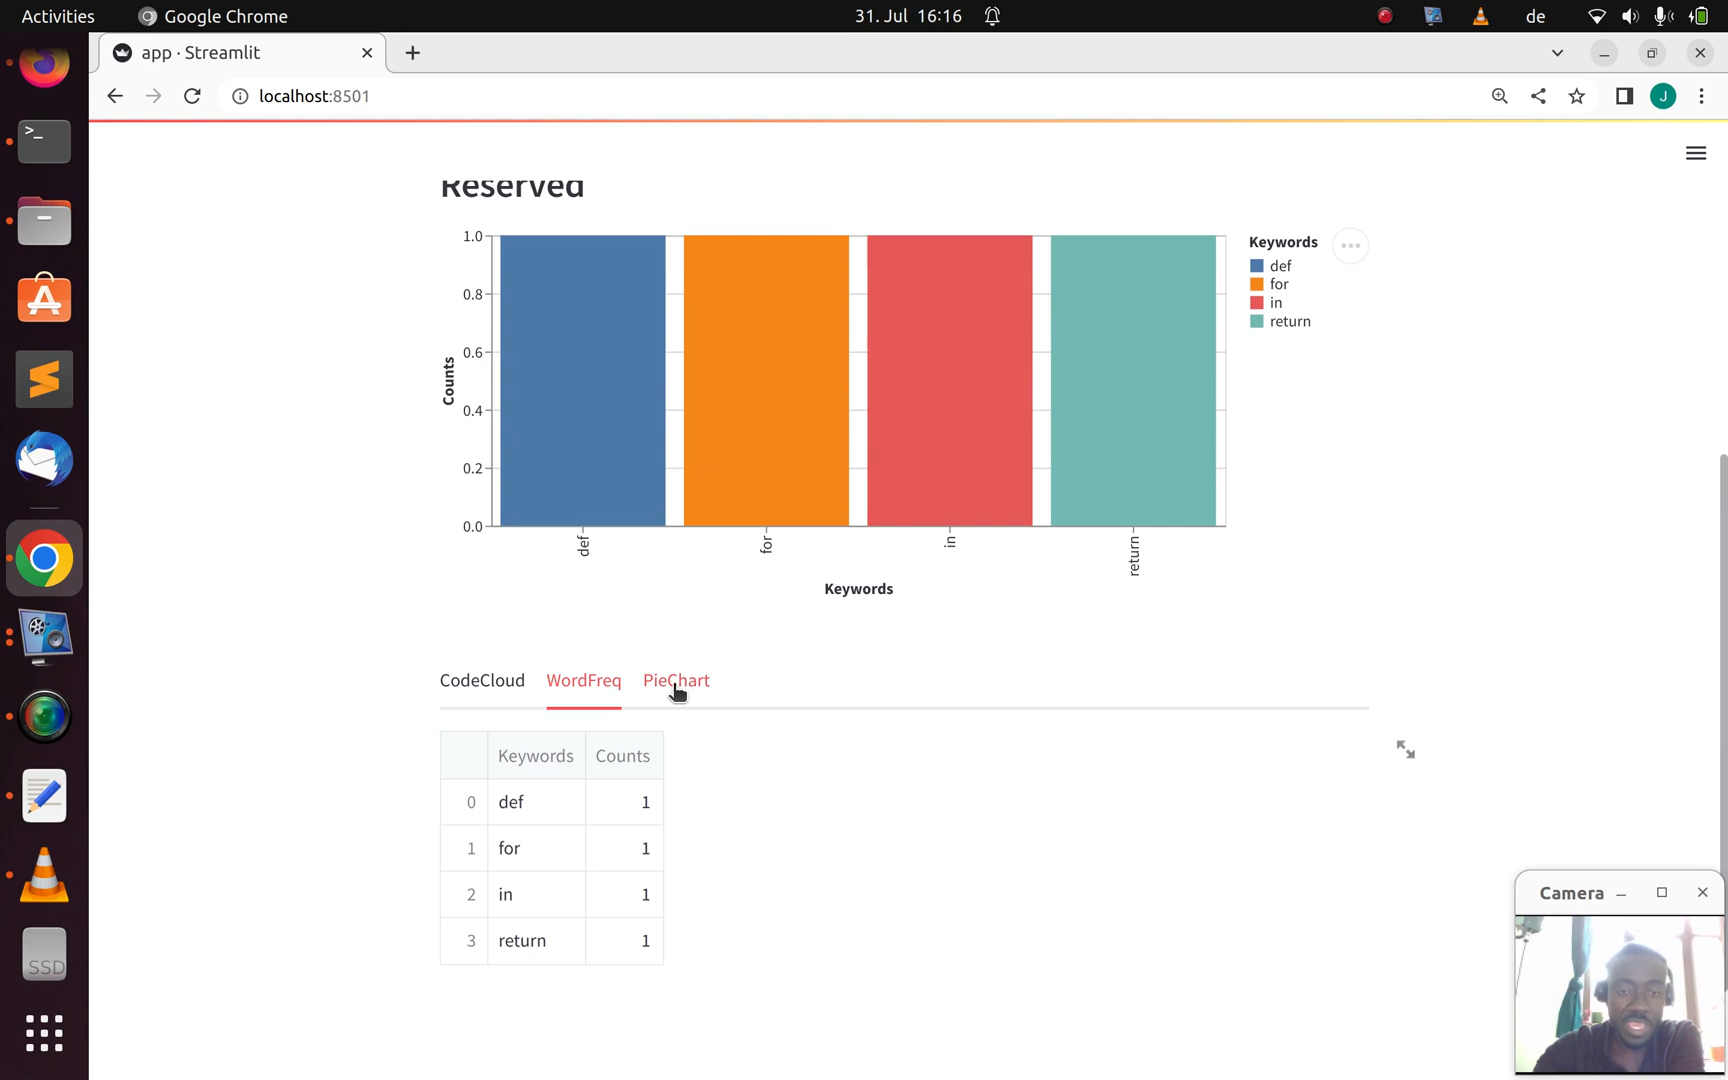 Activities
Google Chrome
31. Jul 16:16
de
app · Streamlit
localhost:8501
J
Reserved
1.0
0.8
0.6
0.4
0.2
0.0
Counts
def
for
in
return
Keywords
Keywords
def
for
in
return
CodeCloud WordFreq PieChart
Keywords Counts
0 def 1
1 for 1
2 in 1
3 return 1
Camera
SSD